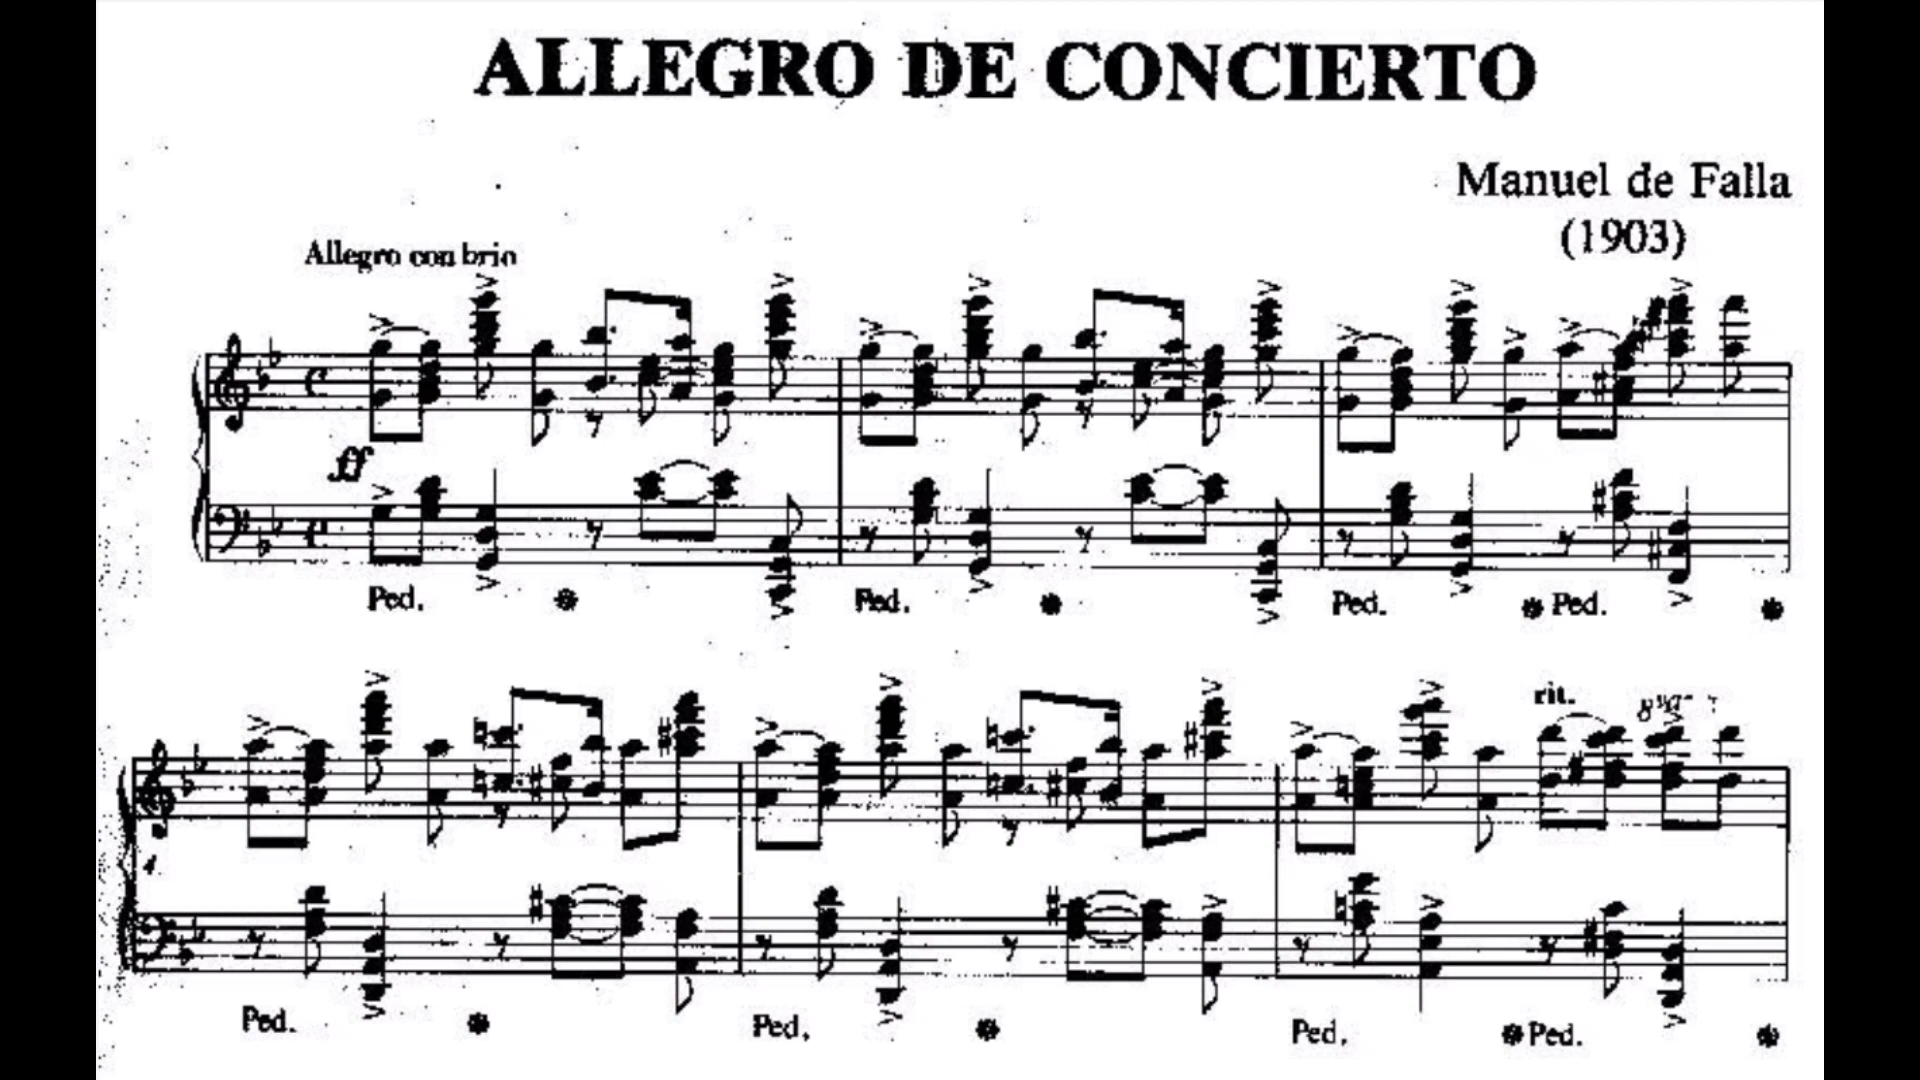 ALLEGRO DE CONCIERTO
Manuel de Falla
(1903)
Allegro con brio
ff
Ped. Ped. Ped. Ped.
rit. 8va
Ped. Ped. Ped. Ped.